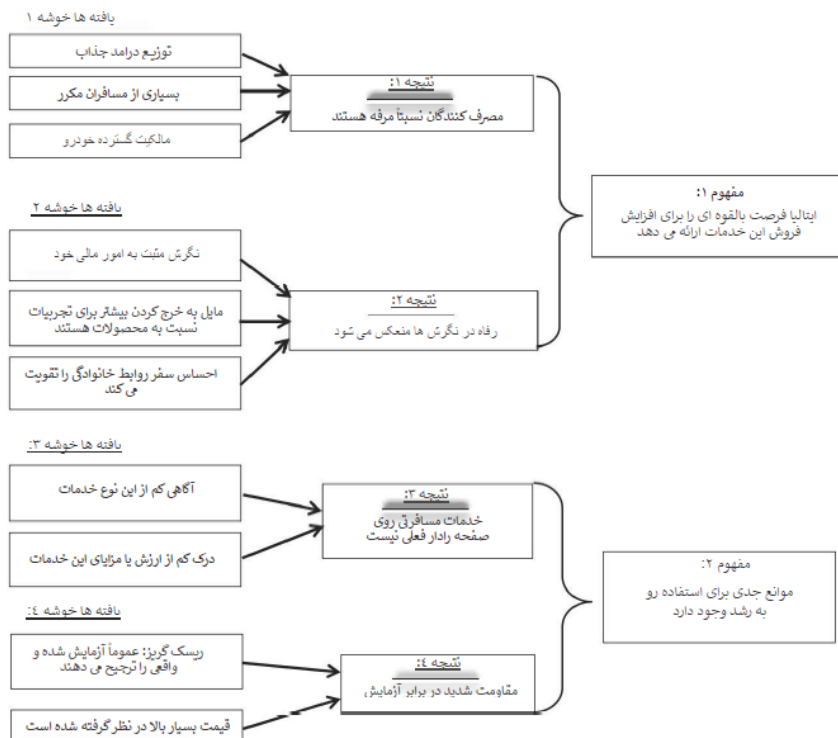 یافته ها خوشه ۱
توزیع درامد جذاب
بسیاری از مسافران مکرر
مالکیت گسترده خودرو
نتیجه ۱:
مصرف کنندگان نسبتاً مرفه هستند
یافته ها خوشه ۲
نگرش مثبت به امور مالی خود
مایل به خرج کردن بیشتر برای تجربیات
نسبت به محصولات هستند
احساس سفر روابط خانوادگی را تقویت
می کند
نتیجه ۲:
رفاه در نگرش ها منعکس می شود
مفهوم ۱:
ایتالیا فرصت بالقوه ای را برای افزایش
فروش این خدمات ارائه می دهد
یافته ها خوشه ۳:
آگاهی کم از این نوع خدمات
درک کم از ارزش یا مزایای این خدمات
نتیجه ۳:
خدمات مسافرتی روی
صفحه رادار فعلی نیست
یافته ها خوشه ٤:
ریسک گریز: عموماً آزمایش شده و
واقعی را ترجیح می دهند
قیمت بسیار بالا در نظر گرفته شده است
نتیجه ٤:
مقاومت شدید در برابر آزمایش
مفهوم ۲:
موانع جدی برای استفاده رو
به رشد وجود دارد